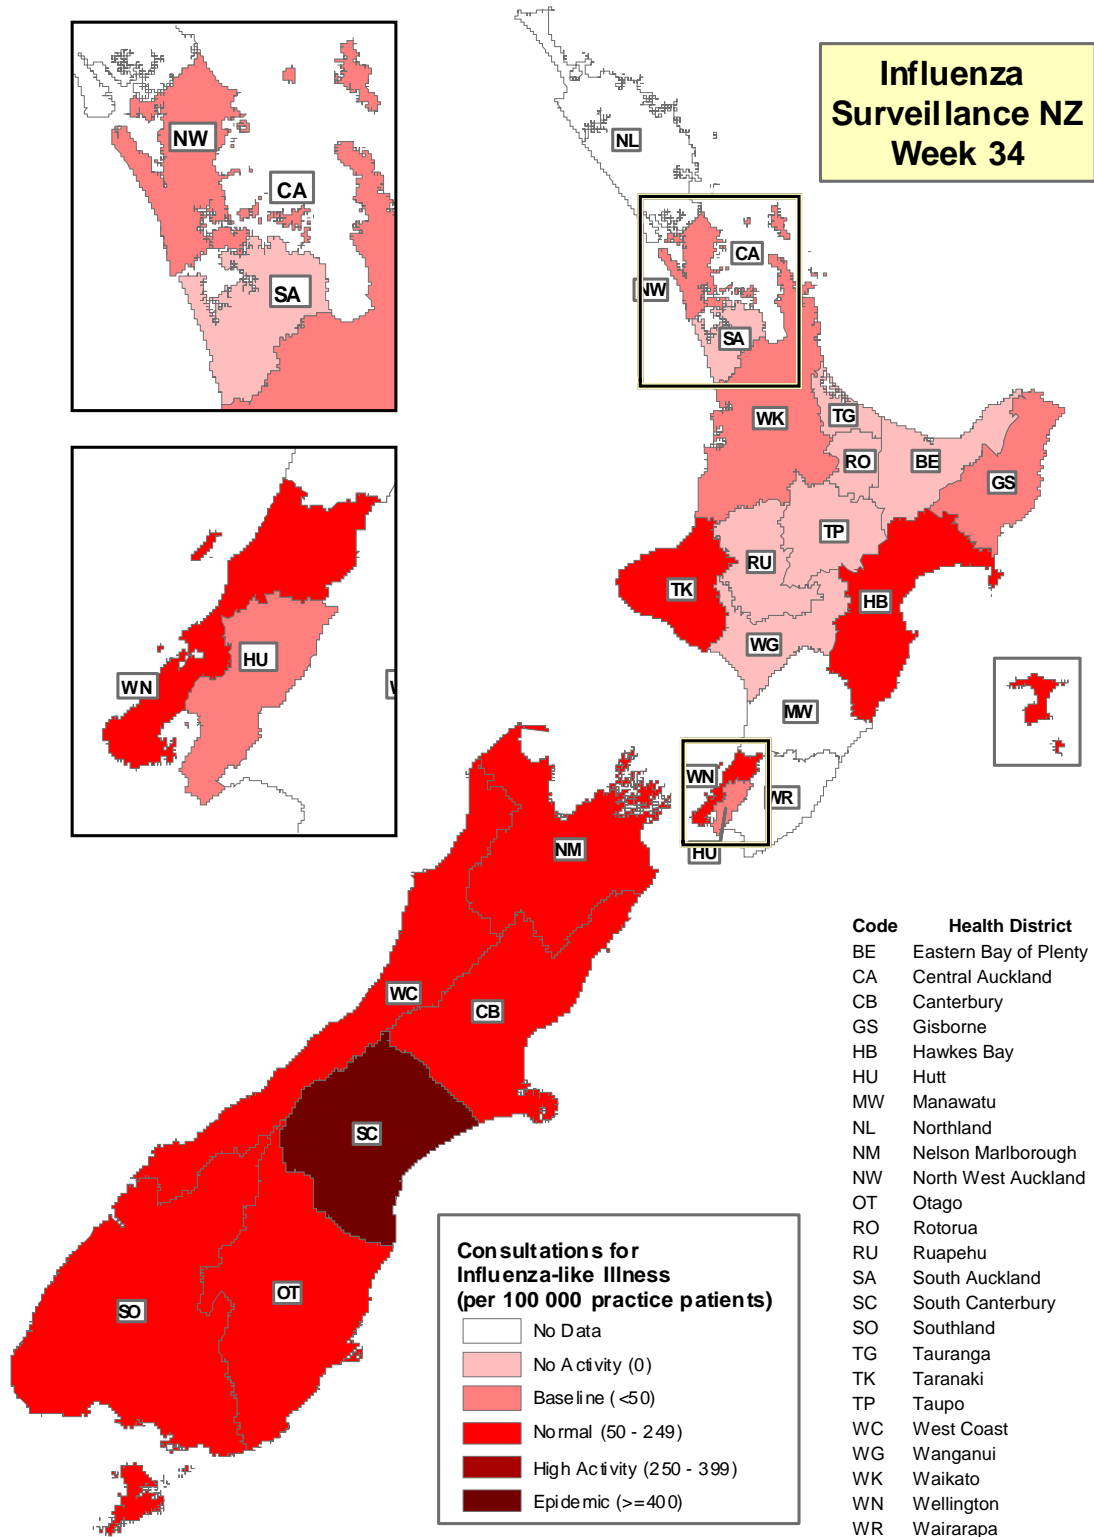 Influenza
Surveillance NZ
Week 34
NW
CA
SA
HU
WN
NL
CA
NW
SA
WK
TG
RO
BE
GS
TP
RU
TK
HB
WG
MW
WN
WR
HU
NM
WC
CB
SC
OT
SO
Consultations for
Influenza-like Illness
(per 100 000 practice patients)
No Data
No Activity (0)
Baseline (<50)
Normal (50 - 249)
High Activity (250 - 399)
Epidemic (>=400)
Code Health District
BE Eastern Bay of Plenty
CA Central Auckland
CB Canterbury
GS Gisborne
HB Hawkes Bay
HU Hutt
MW Manawatu
NL Northland
NM Nelson Marlborough
NW North West Auckland
OT Otago
RO Rotorua
RU Ruapehu
SA South Auckland
SC South Canterbury
SO Southland
TG Tauranga
TK Taranaki
TP Taupo
WC West Coast
WG Wanganui
WK Waikato
WN Wellington
WR Wairarapa